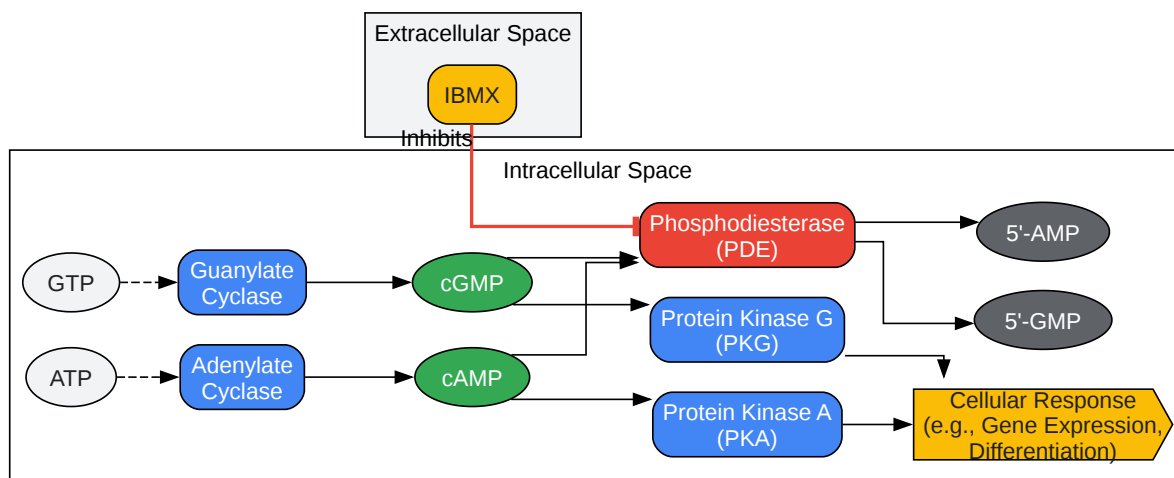 Extracellular Space
IBMX
Inhibits
Intracellular Space
Phosphodiesterase
(PDE)
5'-AMP
GTP
Guanylate
Cyclase
cGMP
Protein Kinase G
(PKG)
5'-GMP
ATP
Adenylate
Cyclase
cAMP
Protein Kinase A
(PKA)
Cellular Response
(e.g., Gene Expression,
Differentiation)